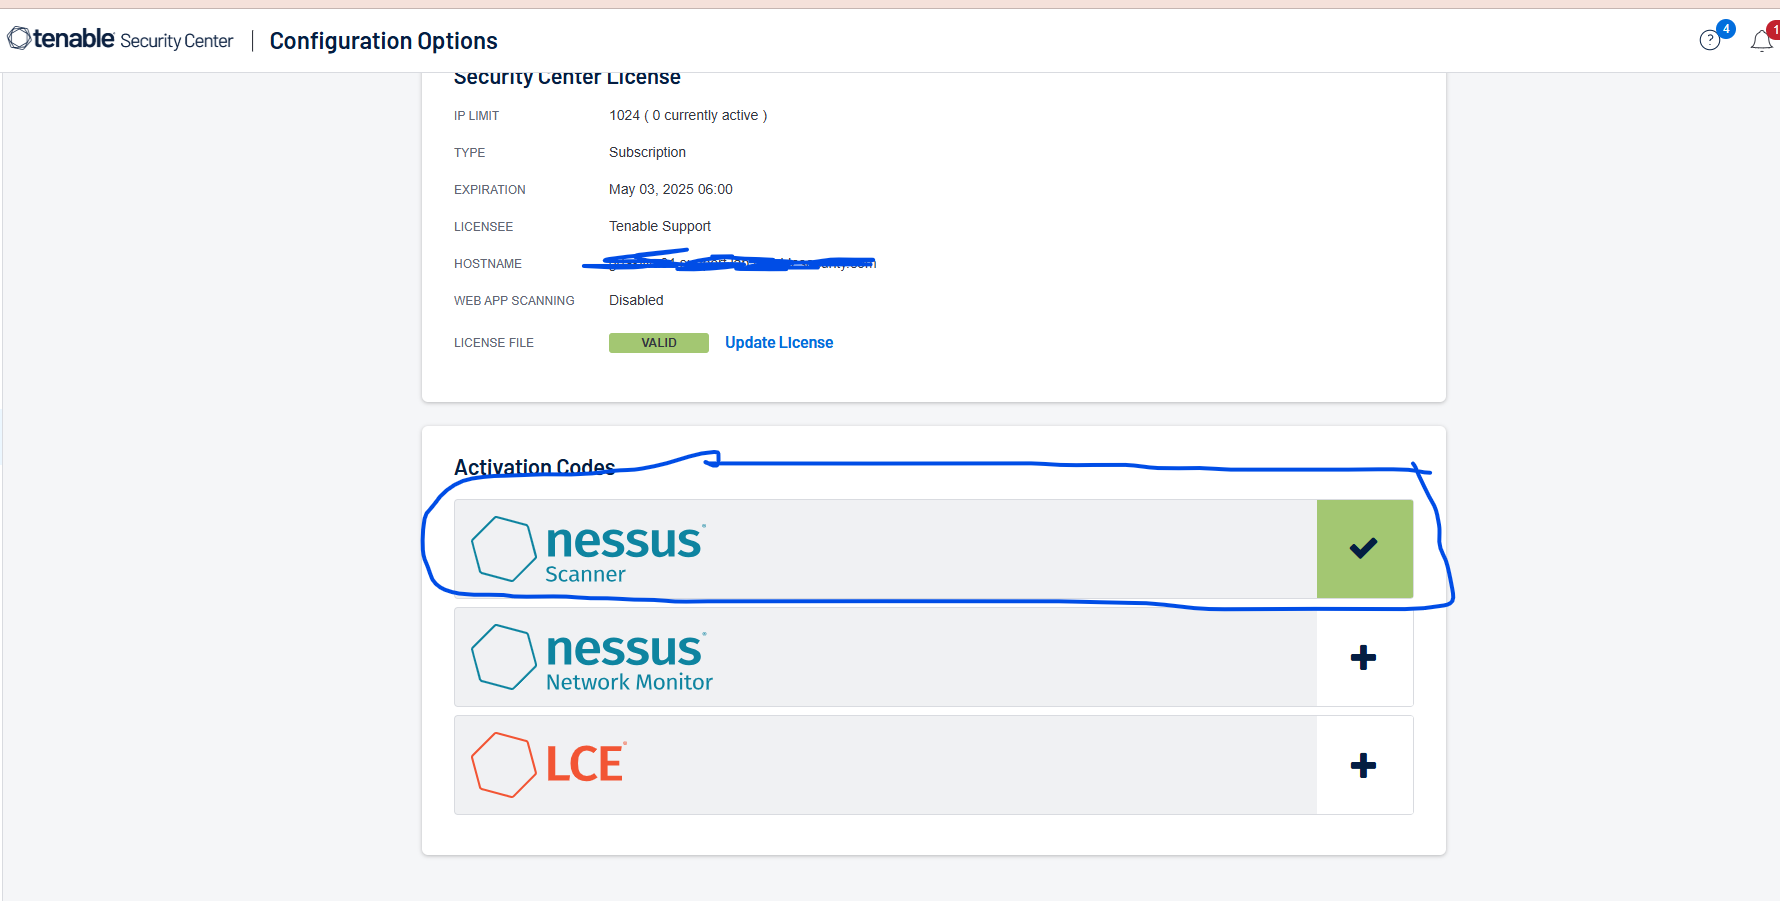 tenable Security Center | Configuration Options
4
1
Security Center License
IP LIMIT 1024 ( 0 currently active )
TYPE Subscription
EXPIRATION May 03, 2025 06:00
LICENSEE Tenable Support
HOSTNAME
WEB APP SCANNING Disabled
LICENSE FILE VALID Update License
Activation Codes
nessus
Scanner
nessus
Network Monitor
LCE